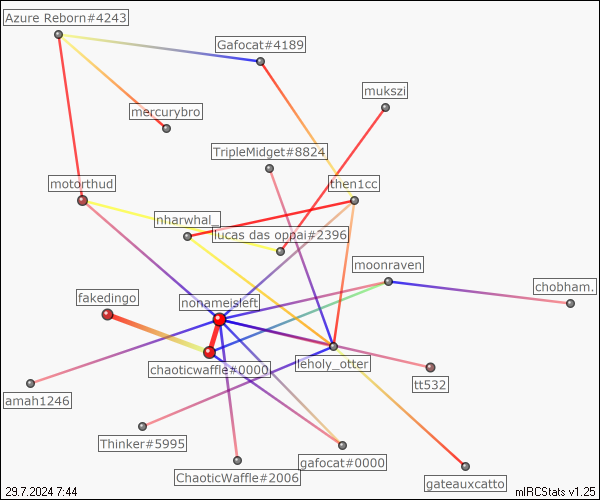 Azure Reborn#4243
Gafocat#4189
mukszi
mercurybro
TripleMidget#8824
motorthud
then1cc
nharwhal_
lucas das oppai#2396
moonraven
chobham.
fakedingo
nonameisleft
leholy_otter
chaoticwaffle#0000
tt532
amah1246
Thinker#5995
gafocat#0000
ChaoticWaffle#2006
gateauxcatto
29.7.2024 7:44
mIRCStats v1.25